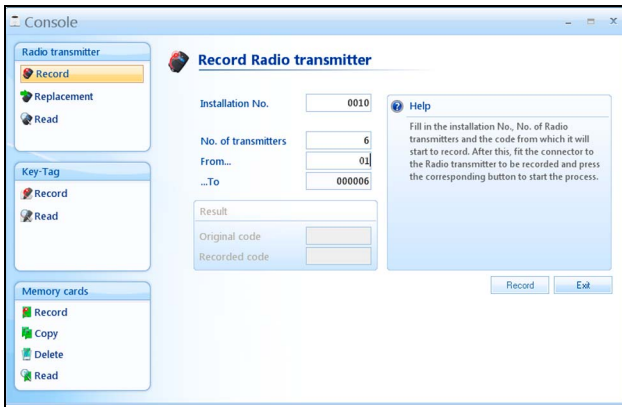 Console
Radio transmitter
Record
Replacement
Read
Key-Tag
Record
Read
Memory cards
Record
Copy
Delete
Read
Record Radio transmitter
Installation No. 0010
No. of transmitters 6
From... 01
...To 000006
Result
Original code
Recorded code
Help
Fill in the installation No., No. of Radio
transmitters and the code from which it will
start to record. After this, fit the connector to
the Radio transmitter to be recorded and press
the corresponding button to start the process.
Record Exit